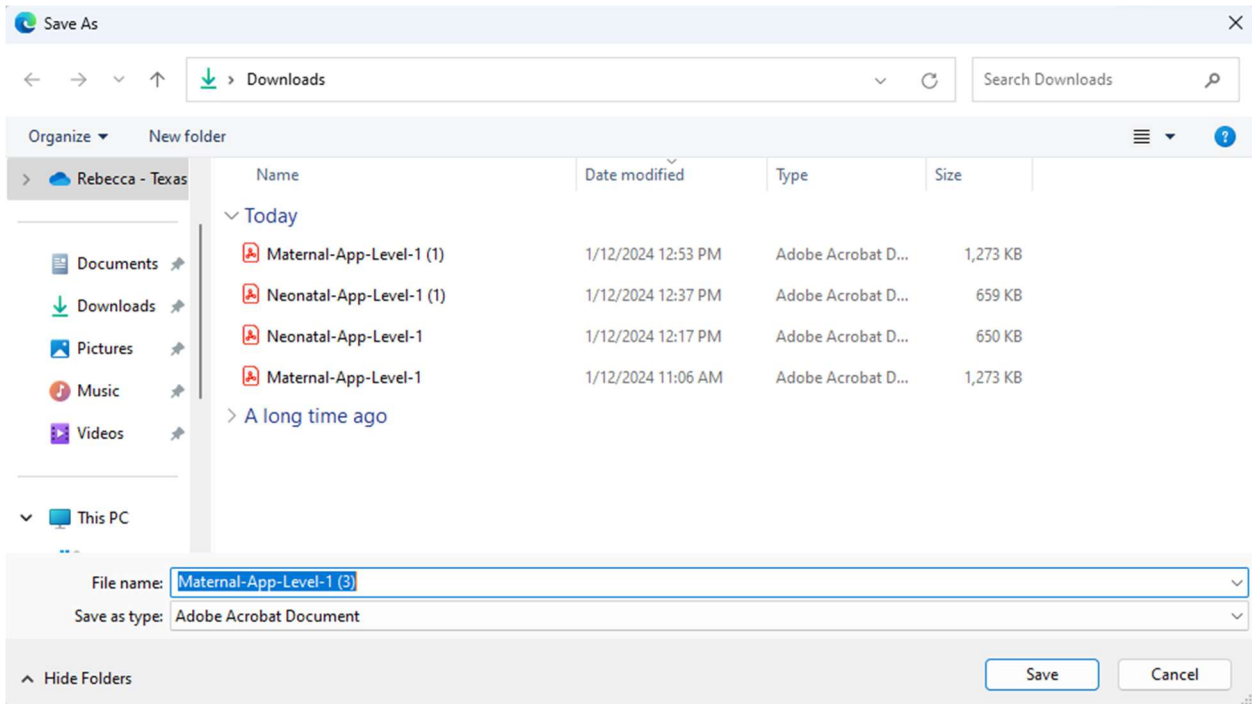 Save As
Downloads
Search Downloads
Organize
New folder
Rebecca - Texas
Documents
Downloads
Pictures
Music
Videos
This PC
Name Date modified Type Size
Today
Maternal-App-Level-1 (1) 1/12/2024 12:53 PM Adobe Acrobat D... 1,273 KB
Neonatal-App-Level-1 (1) 1/12/2024 12:37 PM Adobe Acrobat D... 659 KB
Neonatal-App-Level-1 1/12/2024 12:17 PM Adobe Acrobat D... 650 KB
Maternal-App-Level-1 1/12/2024 11:06 AM Adobe Acrobat D... 1,273 KB
A long time ago
File name: Maternal-App-Level-1 (3)
Save as type: Adobe Acrobat Document
Hide Folders
Save
Cancel